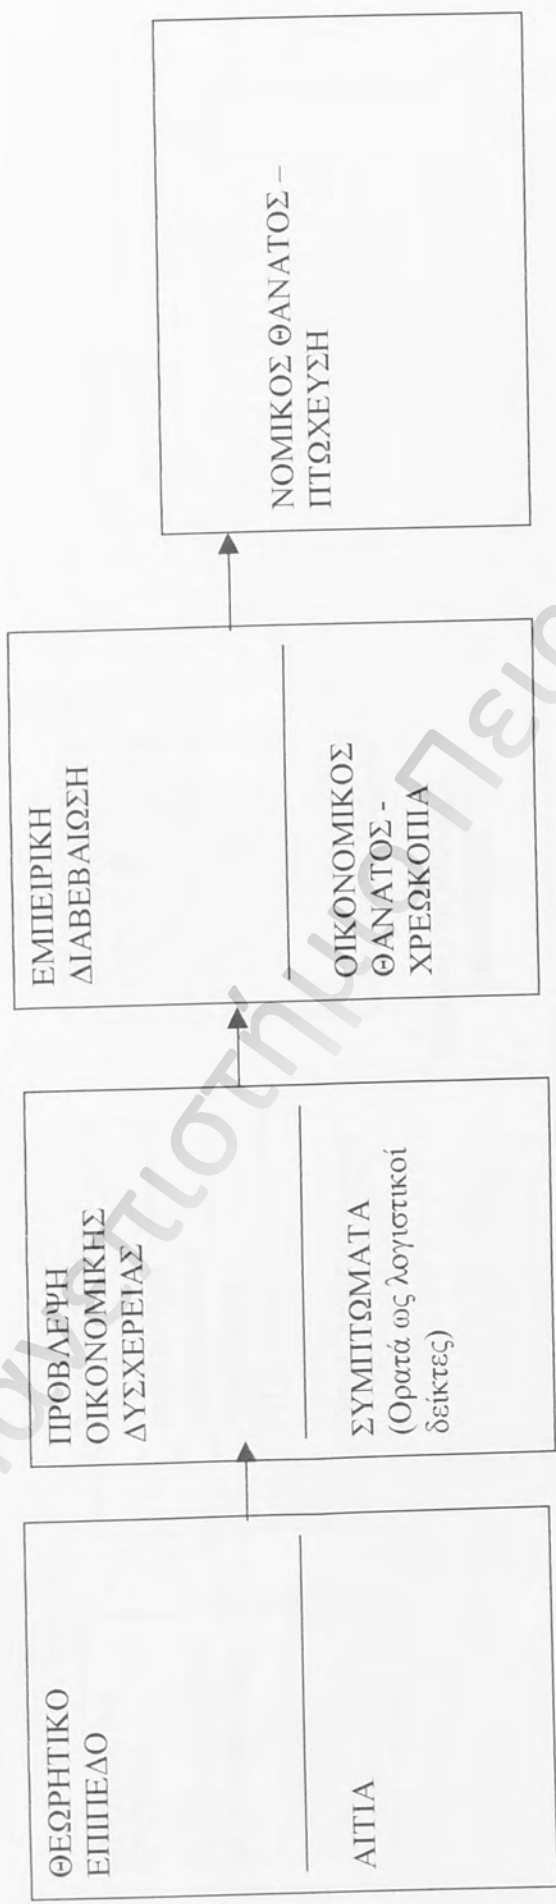 ΘΕΩΡΗΤΙΚΟ
ΕΠΙΠΕΔΟ
ΑΙΤΙΑ
ΠΡΟΒΛΕΨΗ
ΟΙΚΟΝΟΜΙΚΗΣ
ΔΥΣΧΕΡΕΙΑΣ
ΣΥΜΠΤΩΜΑΤΑ
(Ορατά ως λογιστικοί
δείκτες)
ΕΜΠΕΙΡΙΚΗ
ΔΙΑΒΕΒΑΙΩΣΗ
ΟΙΚΟΝΟΜΙΚΟΣ
ΘΑΝΑΤΟΣ -
ΧΡΕΩΚΟΠΙΑ
ΝΟΜΙΚΟΣ ΘΑΝΑΤΟΣ –
ΠΤΩΧΕΥΣΗ